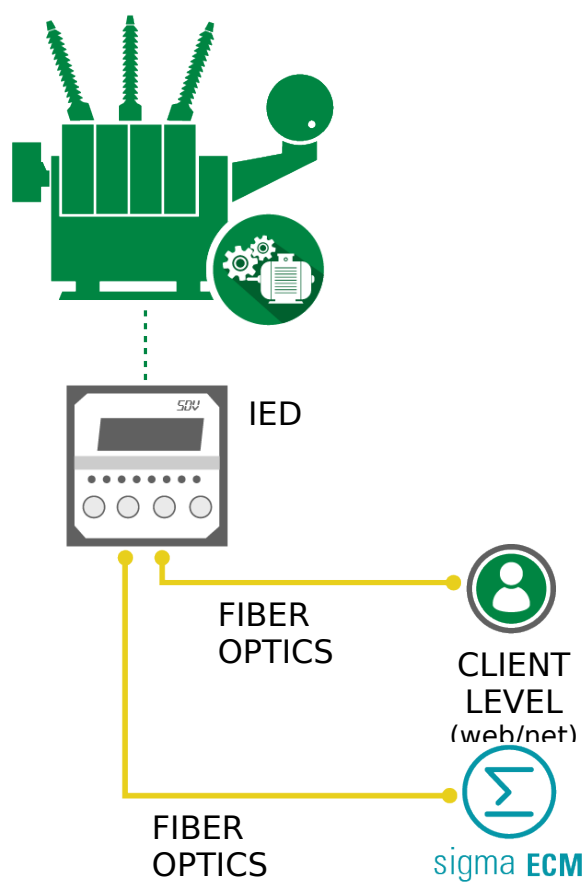 SDV
IED
FIBER
OPTICS
CLIENT
LEVEL
(web/net)
Σ
FIBER
OPTICS
sigma ECM